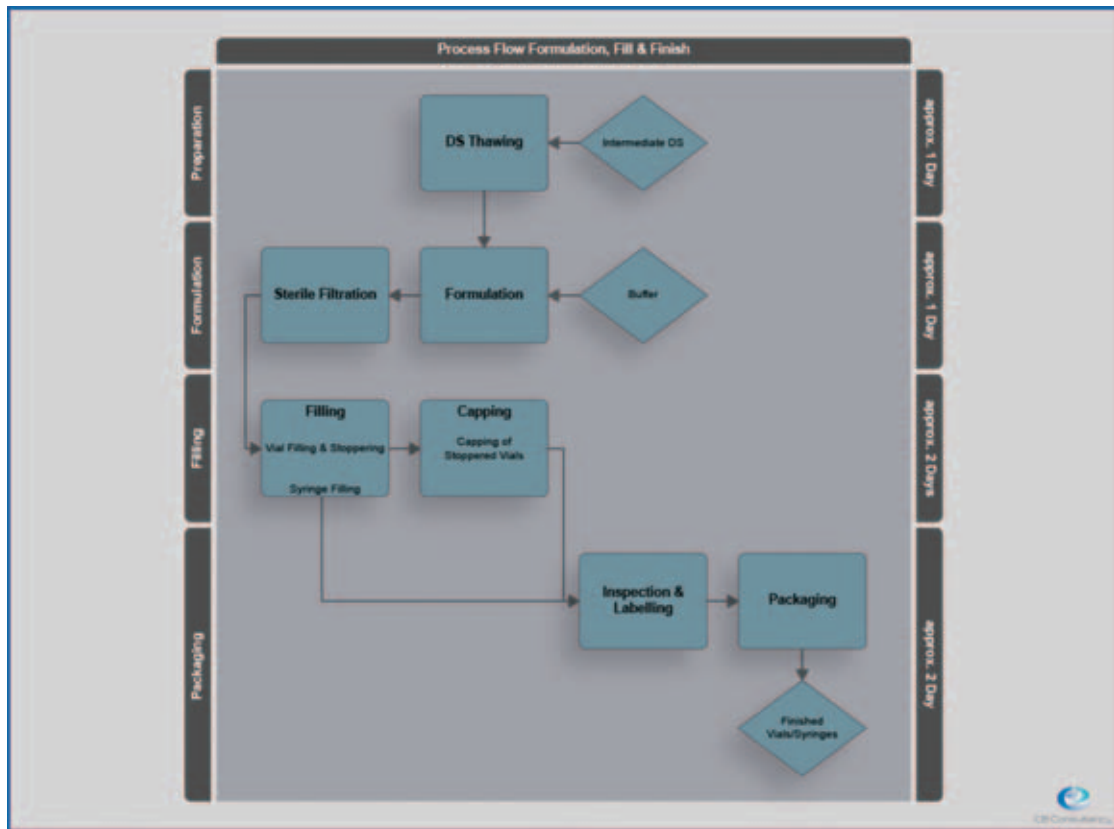 Process Flow Formulation, Fill & Finish
Preparation
approx. 1 Day
DS Thawing
Intermediate DS
Formulation
approx. 1 Day
Sterile Filtration
Formulation
Buffer
Filling
approx. 2 Days
Filling
Vial Filling & Stoppering
Syringe Filling
Capping
Capping of
Stoppered Vials
Packaging
approx. 2 Day
Inspection &
Labelling
Packaging
Finished
Vials/Syringes